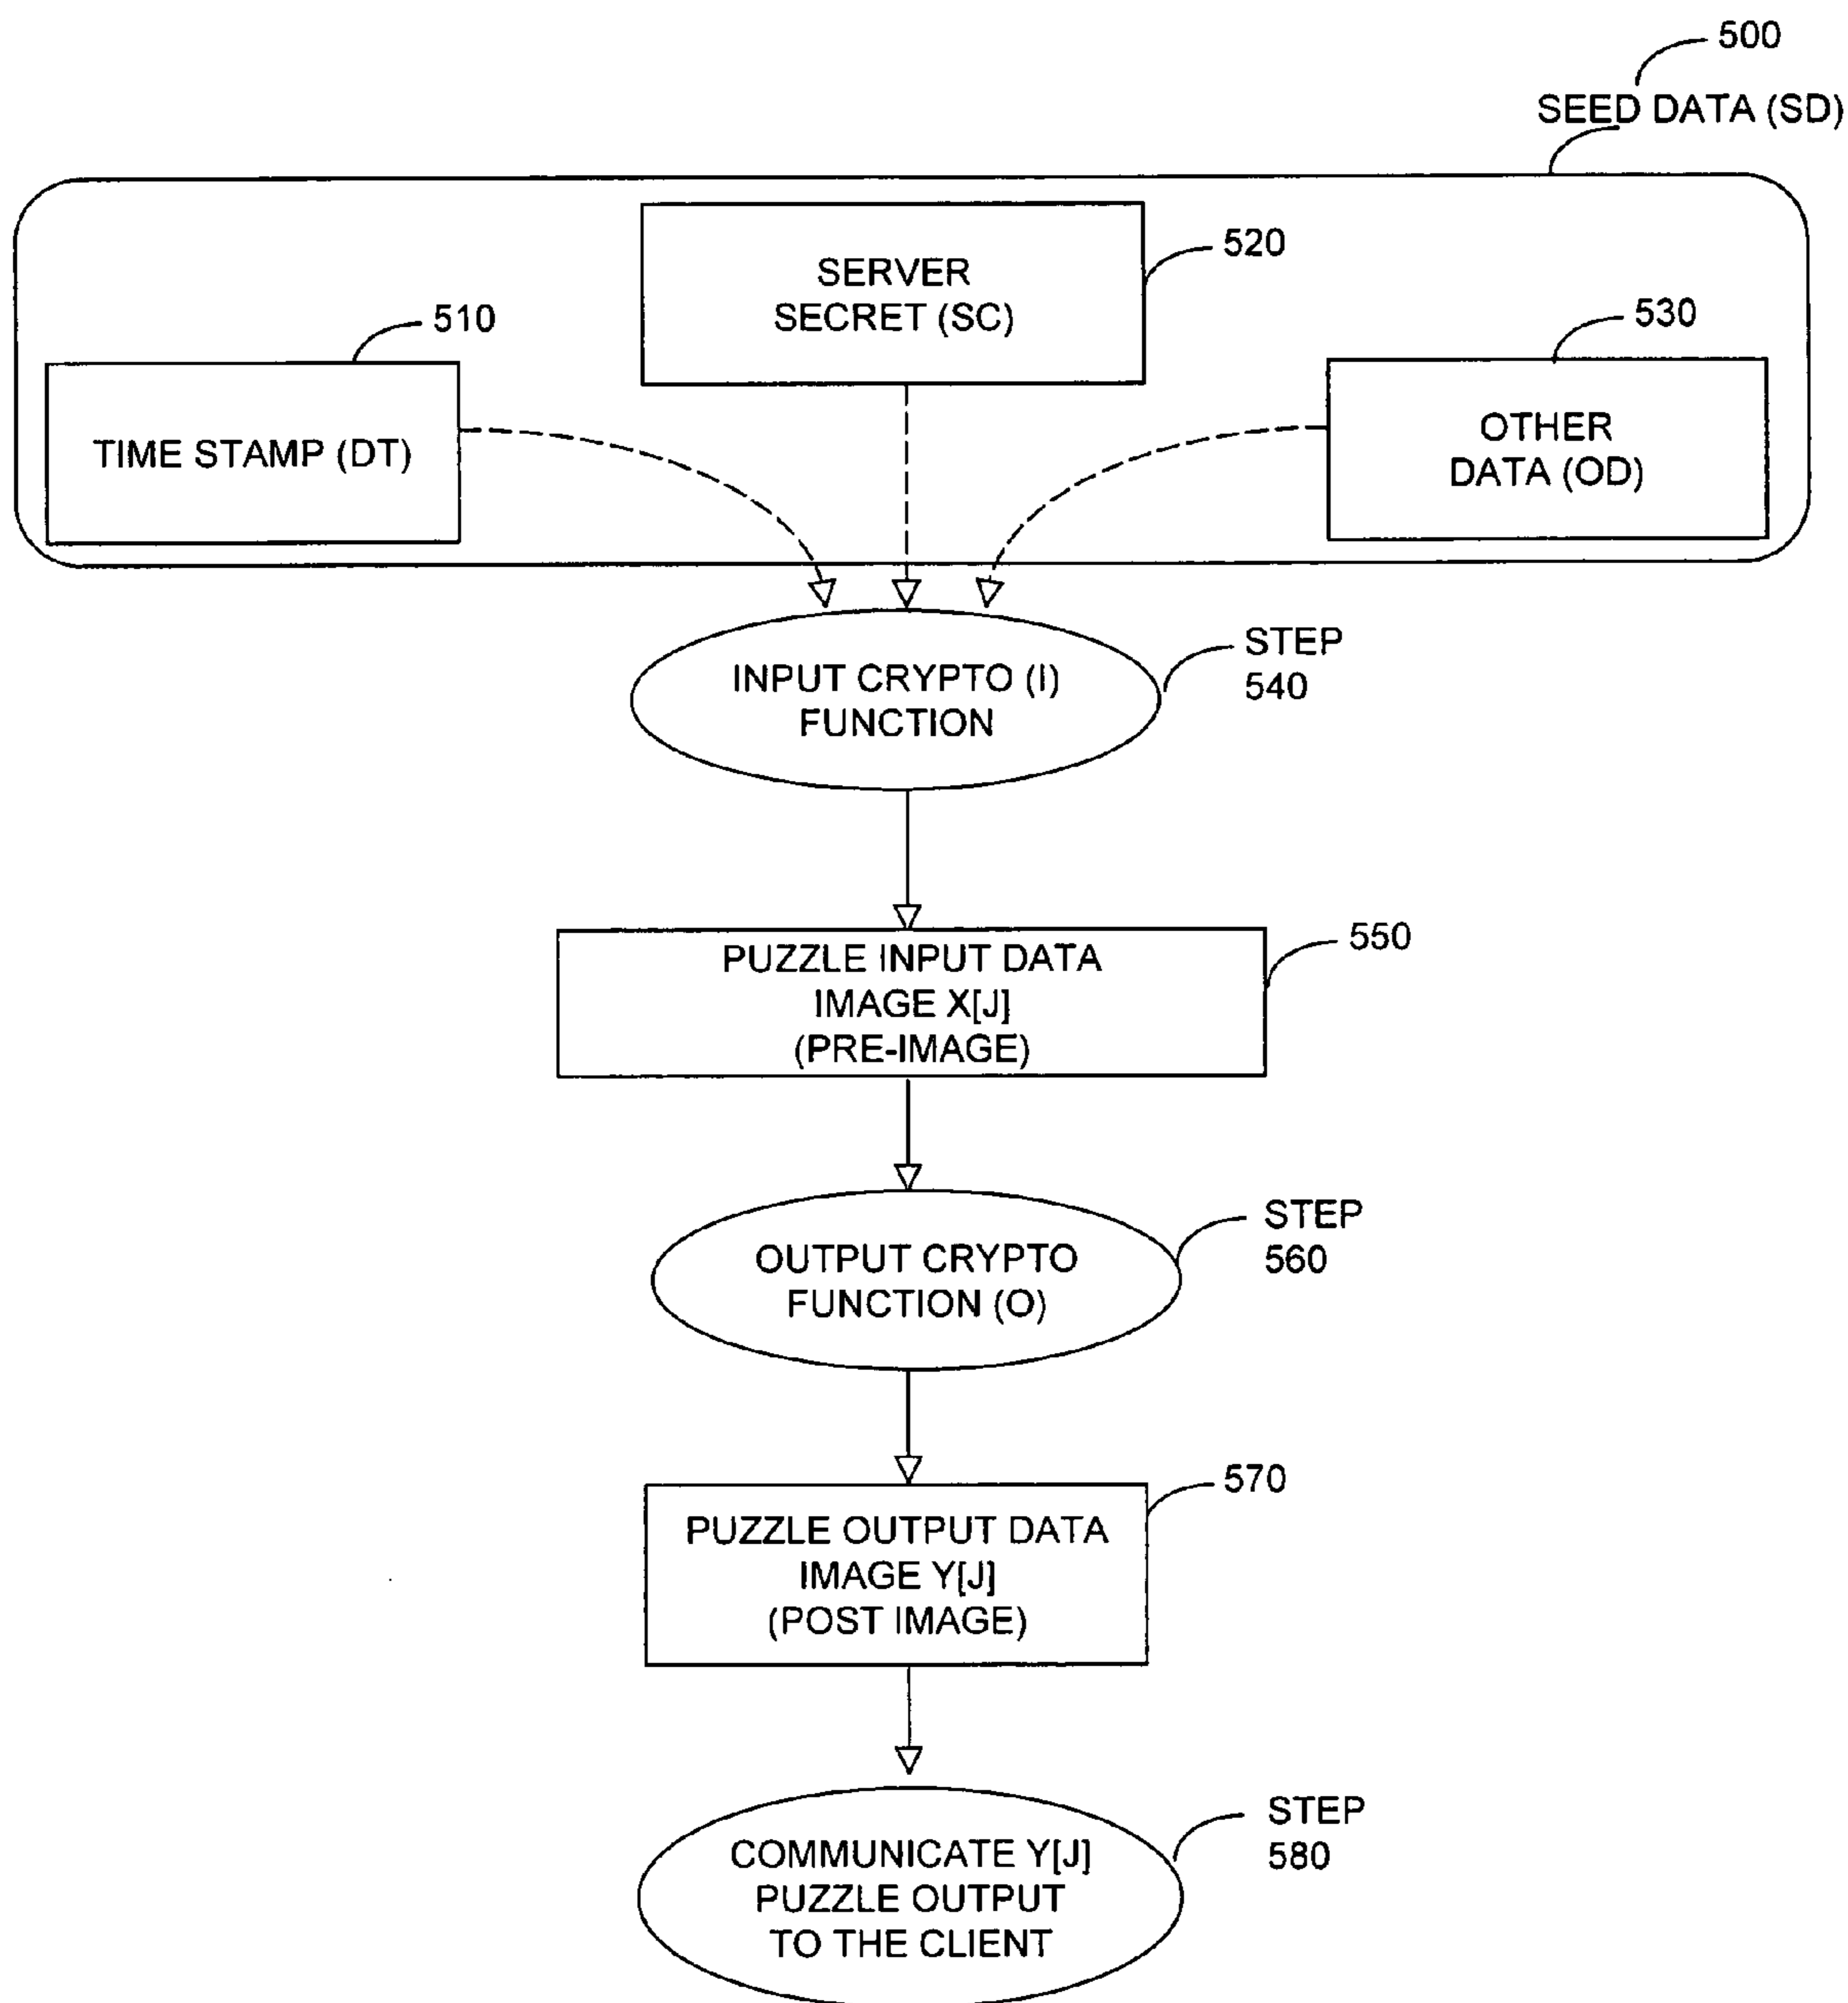 500
SEED DATA (SD)
SERVER
SECRET (SC)
520
510
530
TIME STAMP (DT)
OTHER
DATA (OD)
INPUT CRYPTO (I)
FUNCTION
STEP
540
PUZZLE INPUT DATA
IMAGE X[J]
(PRE-IMAGE)
550
OUTPUT CRYPTO
FUNCTION (O)
STEP
560
PUZZLE OUTPUT DATA
IMAGE Y[J]
(POST IMAGE)
570
COMMUNICATE Y[J]
PUZZLE OUTPUT
TO THE CLIENT
STEP
580